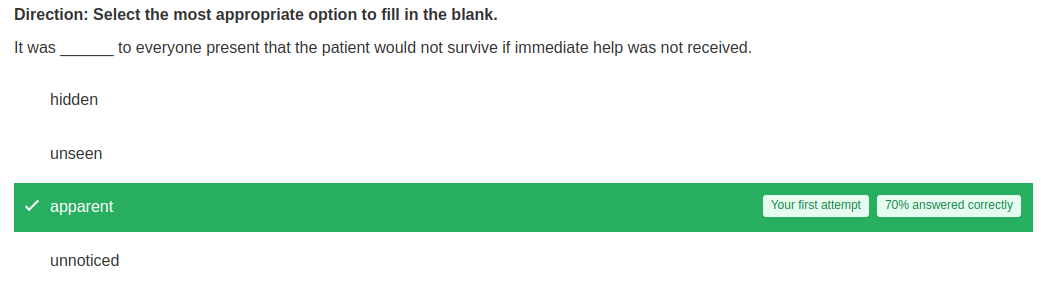 Direction: Select the most appropriate option to fill in the blank.
It was ______ to everyone present that the patient would not survive if immediate help was not received.
hidden
unseen
apparent Your first attempt 70% answered correctly
unnoticed